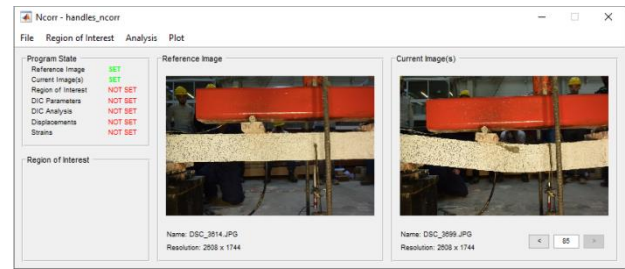 Ncorr - handles_ncorr
File Region of Interest Analysis Plot
Program State
Reference Image SET
Current Image(s) SET
Region of Interest NOT SET
DIC Parameters NOT SET
DIC Analysis NOT SET
Displacements NOT SET
Strains NOT SET
Region of Interest
Reference Image
Name: DSC_3614.JPG
Resolution: 2608 x 1744
Current Image(s)
Name: DSC_3699.JPG
Resolution: 2608 x 1744
< 85 >